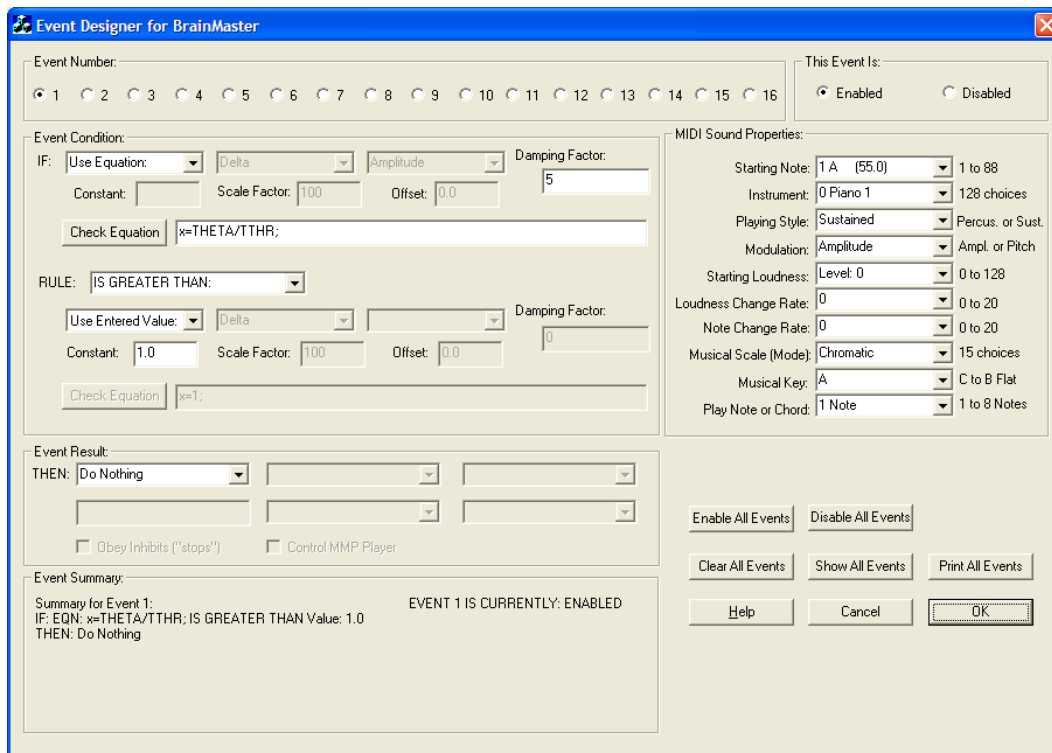 Event Designer for BrainMaster
Event Number:
1 2 3 4 5 6 7 8 9 10 11 12 13 14 15 16
This Event Is:
Enabled Disabled
Event Condition:
IF: Use Equation: Delta Amplitude
Damping Factor:
5
Constant: Scale Factor: 100 Offset: 0.0
Check Equation x=THETA/TTHR;
RULE: IS GREATER THAN:
Use Entered Value: Delta
Damping Factor:
0
Constant: 1.0 Scale Factor: 100 Offset: 0.0
Check Equation x=1;
MIDI Sound Properties:
Starting Note: 1 A (55.0) 1 to 88
Instrument: 0 Piano 1 128 choices
Playing Style: Sustained Percus. or Sust.
Modulation: Amplitude Ampl. or Pitch
Starting Loudness: Level: 0 0 to 128
Loudness Change Rate: 0 0 to 20
Note Change Rate: 0 0 to 20
Musical Scale (Mode): Chromatic 15 choices
Musical Key: A C to B Flat
Play Note or Chord: 1 Note 1 to 8 Notes
Event Result:
THEN: Do Nothing
Obey Inhibits ("stops") Control MMP Player
Enable All Events Disable All Events
Clear All Events Show All Events Print All Events
Help Cancel OK
Event Summary:
Summary for Event 1: EVENT 1 IS CURRENTLY: ENABLED
IF: EQN: x=THETA/TTHR; IS GREATER THAN Value: 1.0
THEN: Do Nothing